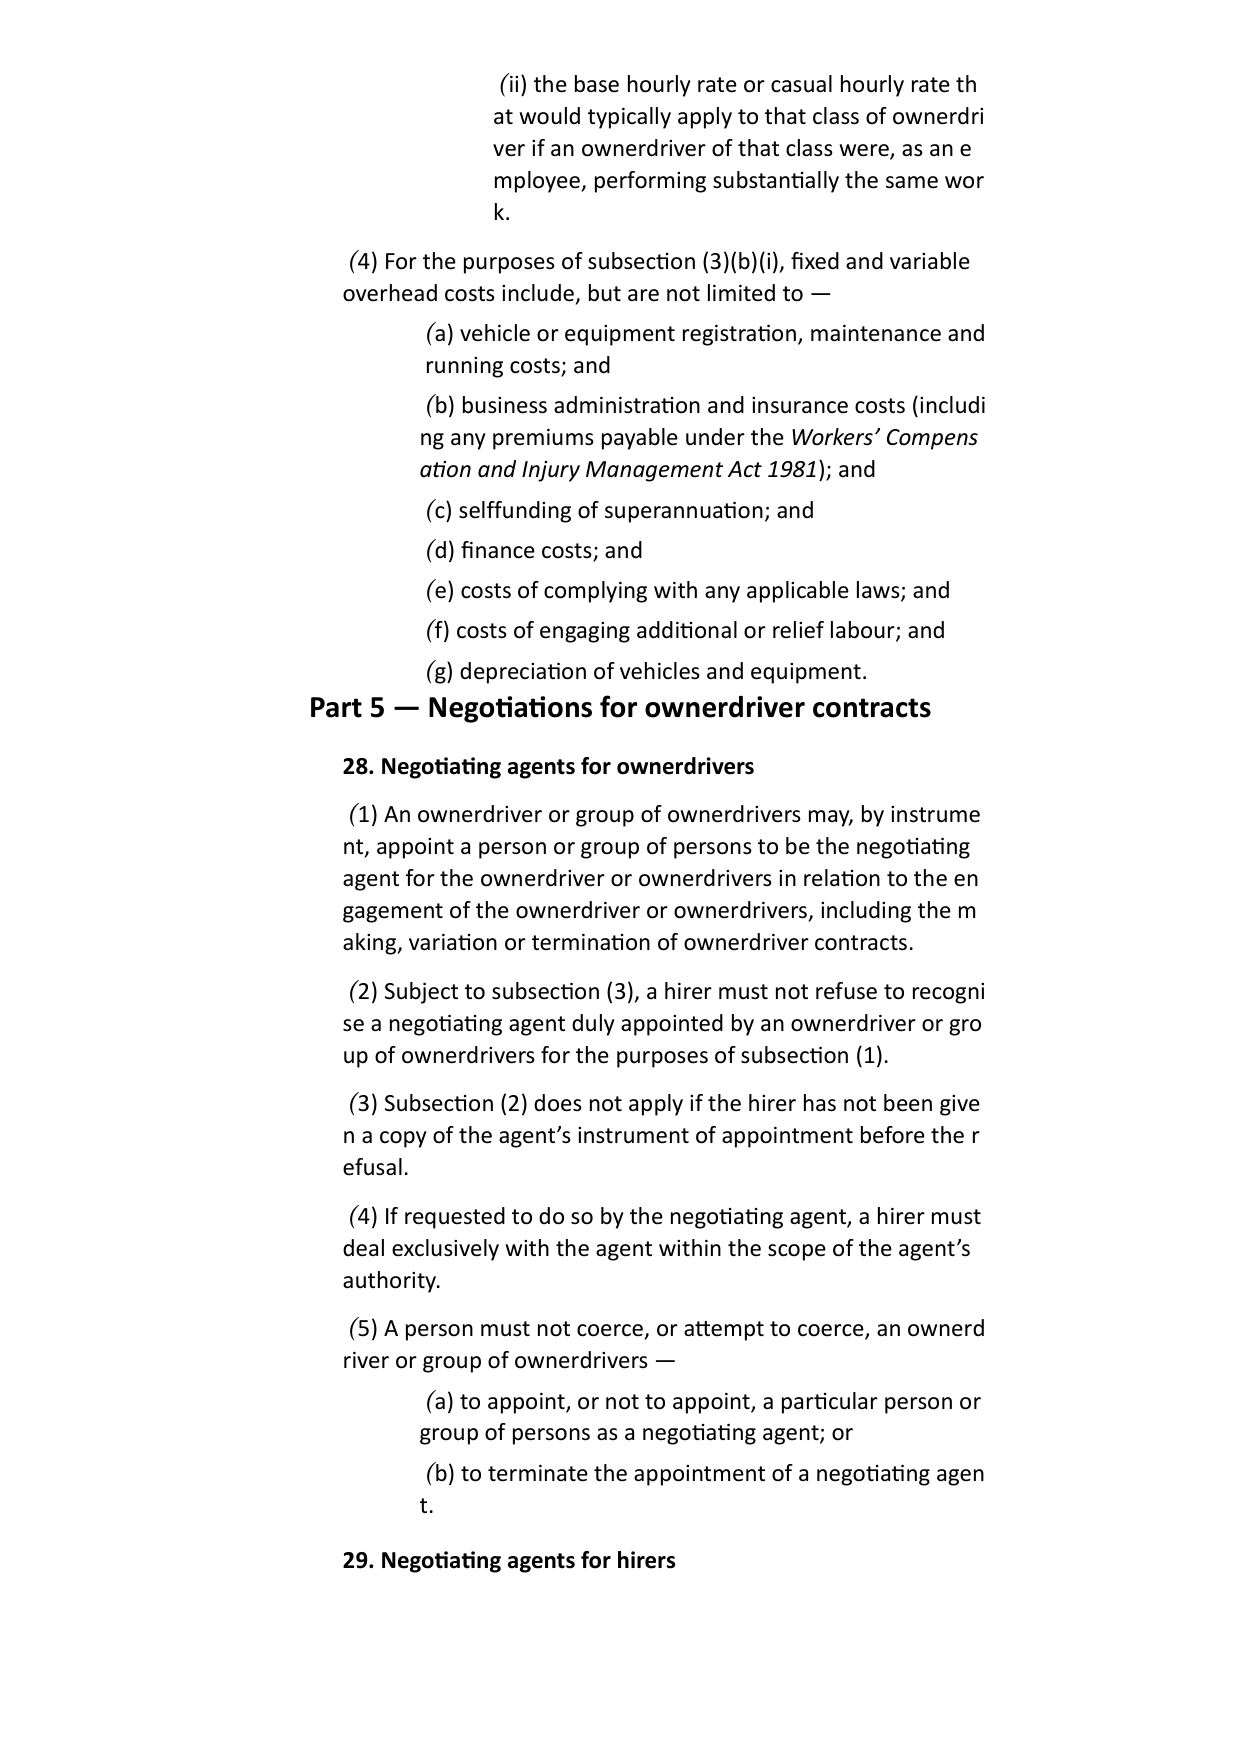 (ii) the base hourly rate or casual hourly rate th
at would typically apply to that class of ownerdri
ver if an ownerdriver of that class were, as an e
mployee, performing substantially the same wor
k.
(4) For the purposes of subsection (3)(b)(i), fixed and variable
overhead costs include, but are not limited to —
(a) vehicle or equipment registration, maintenance and
running costs; and
(b) business administration and insurance costs (includi
ng any premiums payable under the Workers’ Compens
ation and Injury Management Act 1981); and
(c) selffunding of superannuation; and
(d) finance costs; and
(e) costs of complying with any applicable laws; and
(f) costs of engaging additional or relief labour; and
(g) depreciation of vehicles and equipment.
Part 5 — Negotiations for ownerdriver contracts
28. Negotiating agents for ownerdrivers
(1) An ownerdriver or group of ownerdrivers may, by instrume
nt, appoint a person or group of persons to be the negotiating
agent for the ownerdriver or ownerdrivers in relation to the en
gagement of the ownerdriver or ownerdrivers, including the m
aking, variation or termination of ownerdriver contracts.
(2) Subject to subsection (3), a hirer must not refuse to recogni
se a negotiating agent duly appointed by an ownerdriver or gro
up of ownerdrivers for the purposes of subsection (1).
(3) Subsection (2) does not apply if the hirer has not been give
n a copy of the agent’s instrument of appointment before the r
efusal.
(4) If requested to do so by the negotiating agent, a hirer must
deal exclusively with the agent within the scope of the agent’s
authority.
(5) A person must not coerce, or attempt to coerce, an ownerd
river or group of ownerdrivers —
(a) to appoint, or not to appoint, a particular person or
group of persons as a negotiating agent; or
(b) to terminate the appointment of a negotiating agen
t.
29. Negotiating agents for hirers